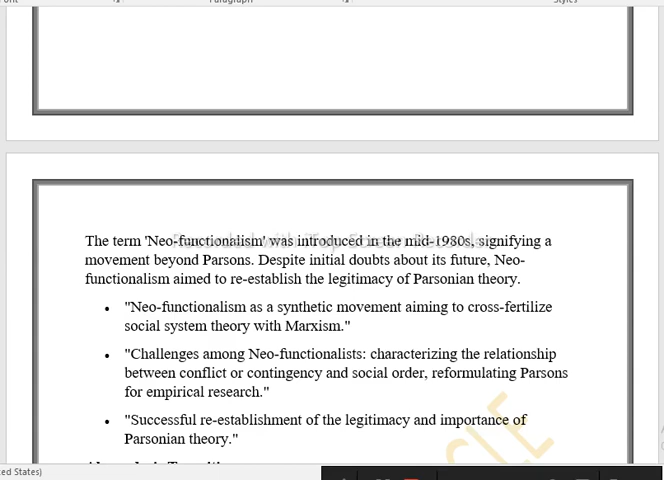 Paragraph
Styles
The term 'Neo-functionalism' was introduced in the mid-1980s, signifying a
movement beyond Parsons. Despite initial doubts about its future, Neo-
functionalism aimed to re-establish the legitimacy of Parsonian theory.
"Neo-functionalism as a synthetic movement aiming to cross-fertilize
social system theory with Marxism."
"Challenges among Neo-functionalists: characterizing the relationship
between conflict or contingency and social order, reformulating Parsons
for empirical research."
"Successful re-establishment of the legitimacy and importance of
Parsonian theory."
ed States)